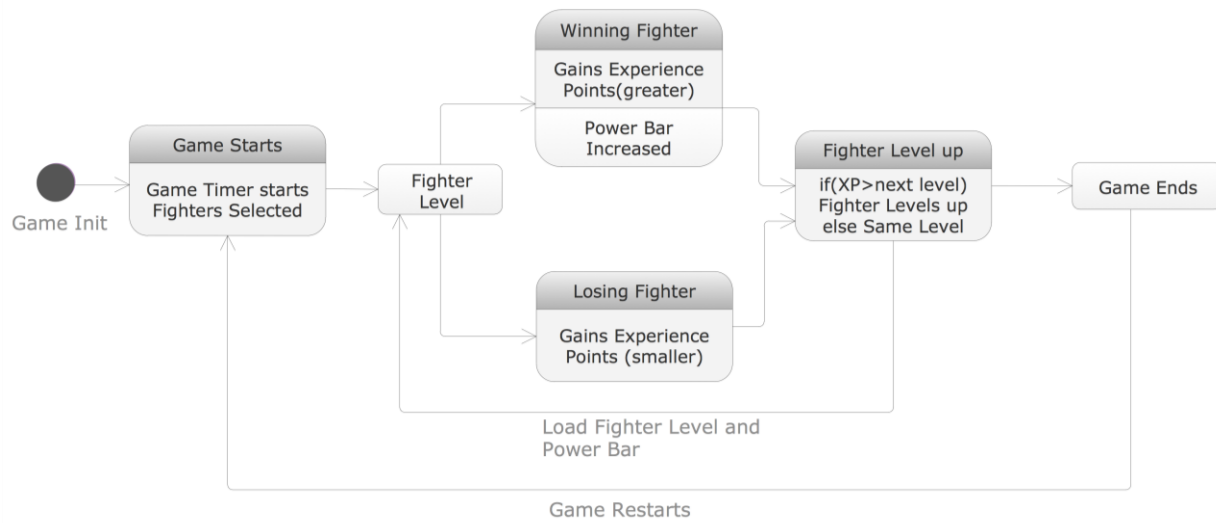 Game Init
Game Starts
Game Timer starts
Fighters Selected
Fighter
Level
Winning Fighter
Gains Experience
Points(greater)
Power Bar
Increased
Losing Fighter
Gains Experience
Points (smaller)
Fighter Level up
if(XP>next level)
Fighter Levels up
else Same Level
Game Ends
Load Fighter Level and
Power Bar
Game Restarts